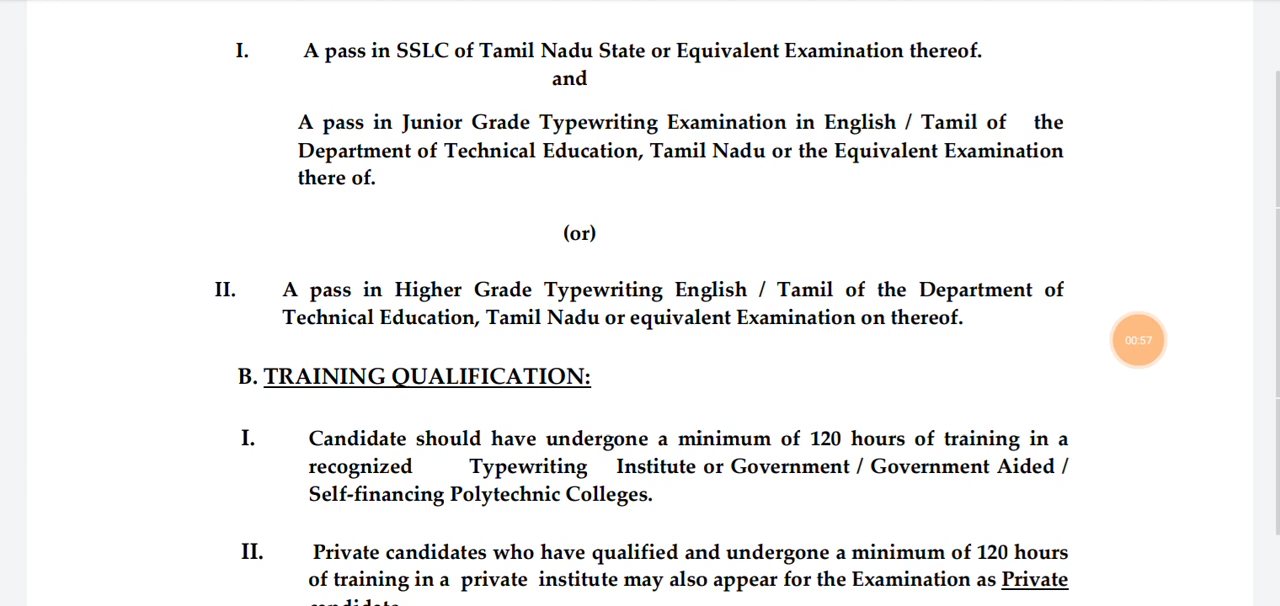 I. A pass in SSLC of Tamil Nadu State or Equivalent Examination thereof.
and
A pass in Junior Grade Typewriting Examination in English / Tamil of the
Department of Technical Education, Tamil Nadu or the Equivalent Examination
there of.
(or)
II. A pass in Higher Grade Typewriting English / Tamil of the Department of
Technical Education, Tamil Nadu or equivalent Examination on thereof.
00:57
B. TRAINING QUALIFICATION:
I. Candidate should have undergone a minimum of 120 hours of training in a
recognized Typewriting Institute or Government / Government Aided /
Self-financing Polytechnic Colleges.
II. Private candidates who have qualified and undergone a minimum of 120 hours
of training in a private institute may also appear for the Examination as Private